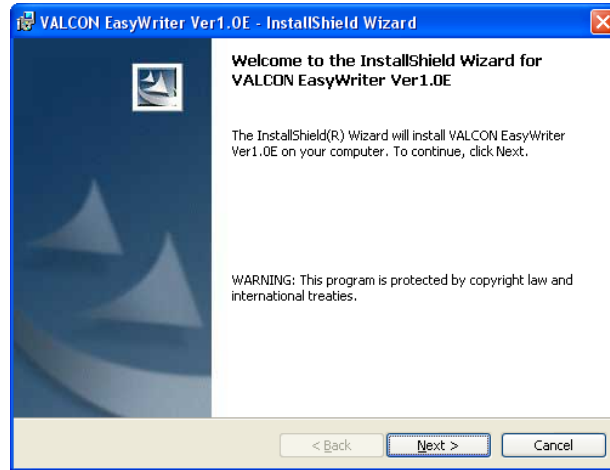 VALCON EasyWriter Ver1.0E - InstallShield Wizard
Welcome to the InstallShield Wizard for
VALCON EasyWriter Ver1.0E
The InstallShield(R) Wizard will install VALCON EasyWriter
Ver1.0E on your computer. To continue, click Next.
WARNING: This program is protected by copyright law and
international treaties.
< Back Next > Cancel